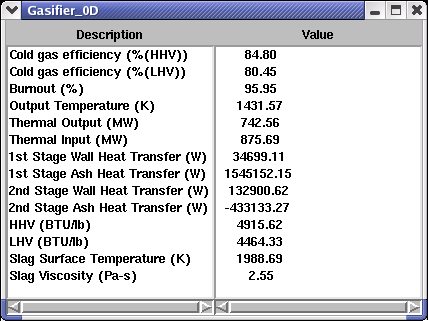 Gasifier_0D
Description Value
Cold gas efficiency (%(HHV)) 84.80
Cold gas efficiency (%(LHV)) 80.45
Burnout (%) 95.95
Output Temperature (K) 1431.57
Thermal Output (MW) 742.56
Thermal Input (MW) 875.69
1st Stage Wall Heat Transfer (W) 34699.11
1st Stage Ash Heat Transfer (W) 1545152.15
2nd Stage Wall Heat Transfer (W) 132900.62
2nd Stage Ash Heat Transfer (W) -433133.27
HHV (BTU/lb) 4915.62
LHV (BTU/lb) 4464.33
Slag Surface Temperature (K) 1988.69
Slag Viscosity (Pa-s) 2.55